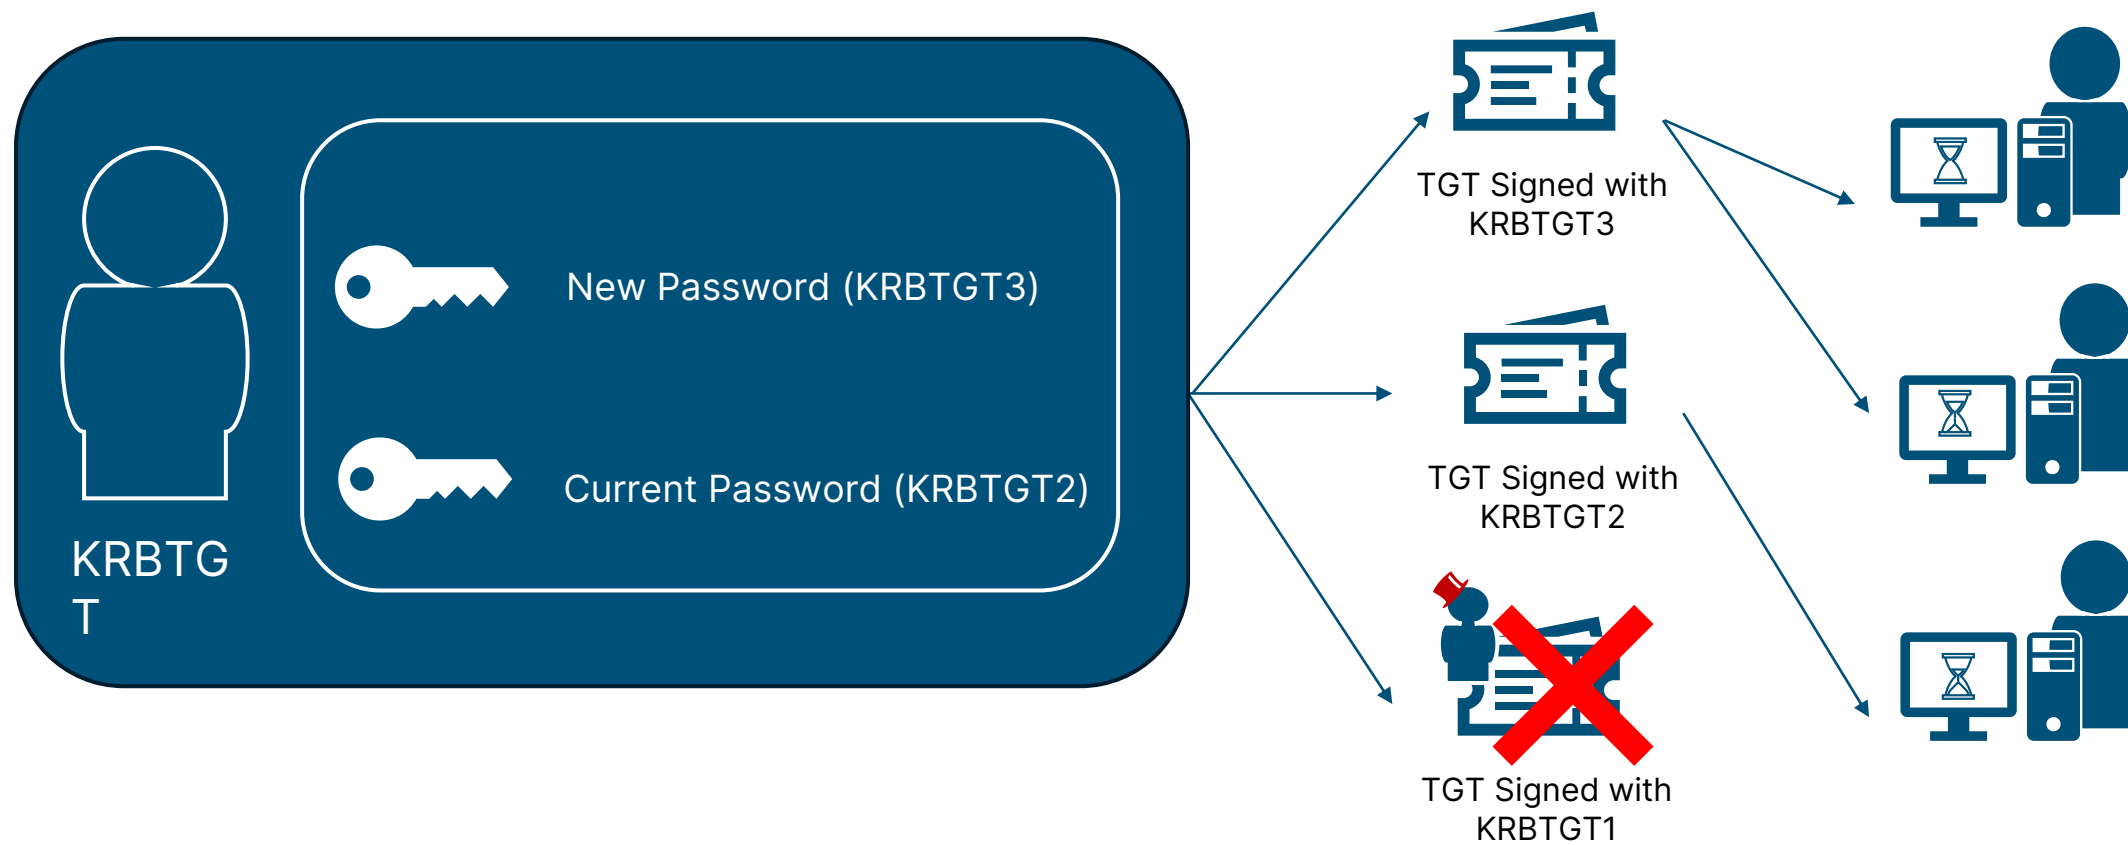 New Password (KRBTGT3)
Current Password (KRBTGT2)
KRBTG
T
TGT Signed with
KRBTGT3
TGT Signed with
KRBTGT2
TGT Signed with
KRBTGT1